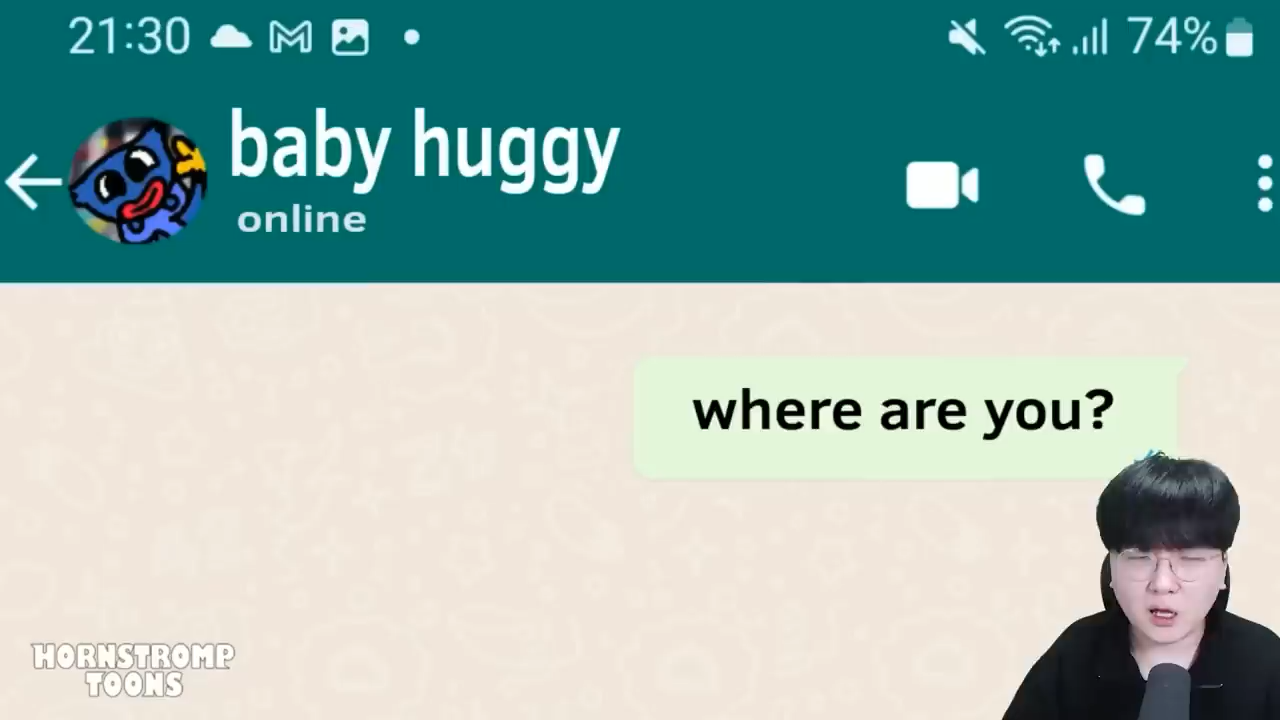 21:30 74%
baby huggy
online
where are you?
HORNSTROMP
TOONS